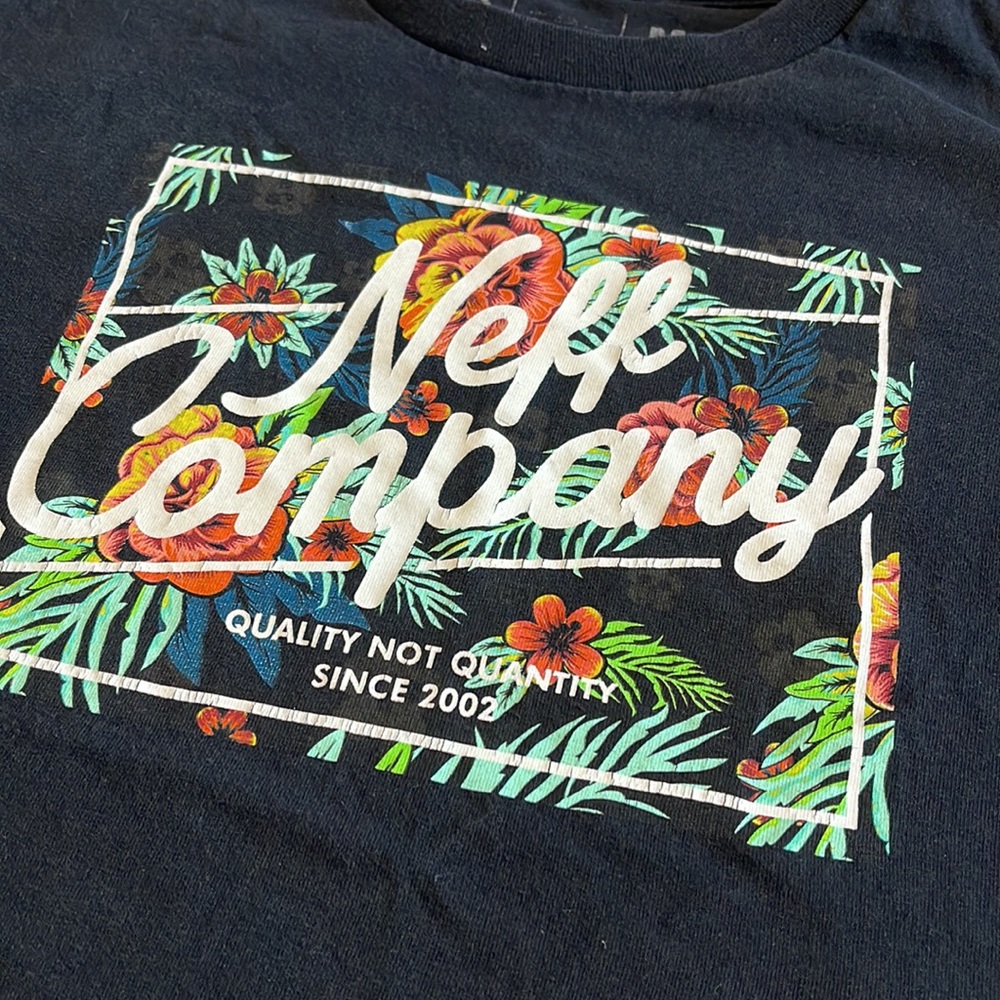 Neff
Company
QUALITY NOT QUANTITY
SINCE 2002